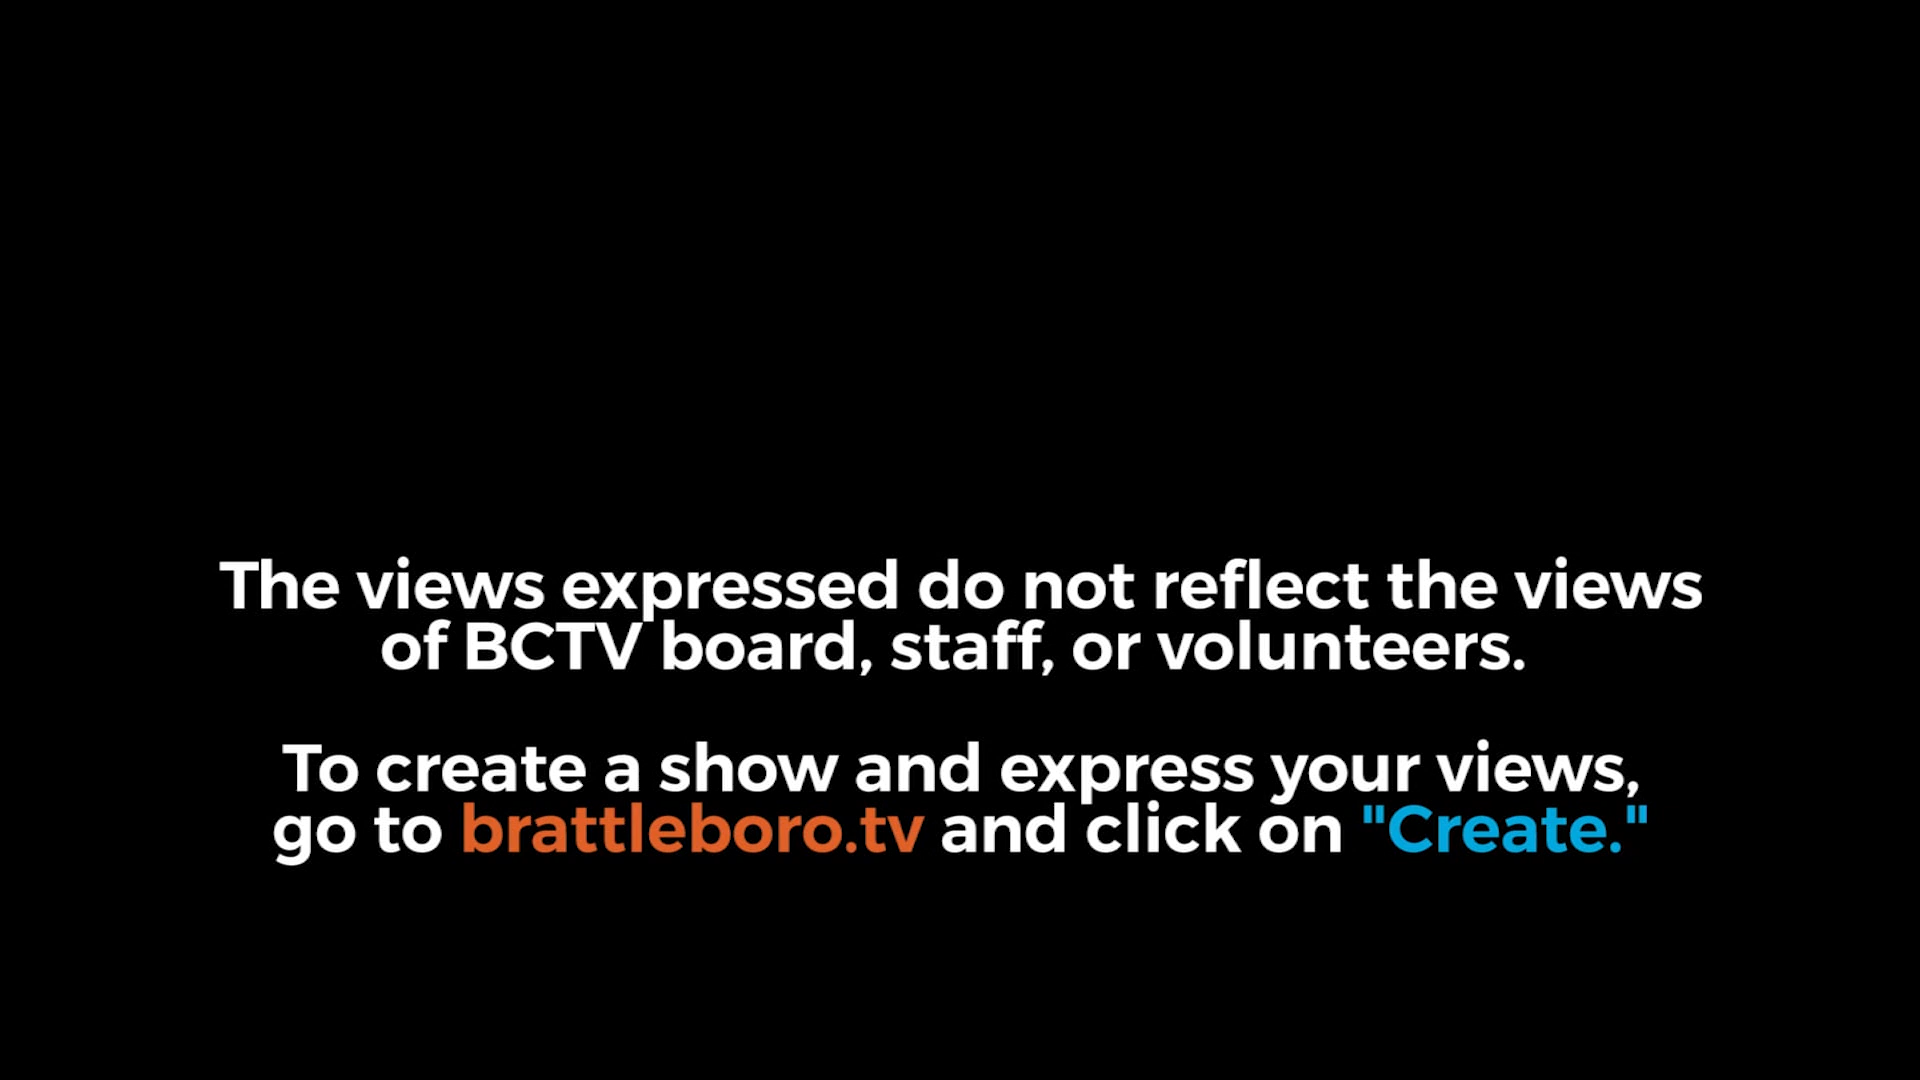 The views expressed do not reflect the views
of BCTV board, staff, or volunteers.
To create a show and express your views,
go to brattleboro.tv and click on "Create."